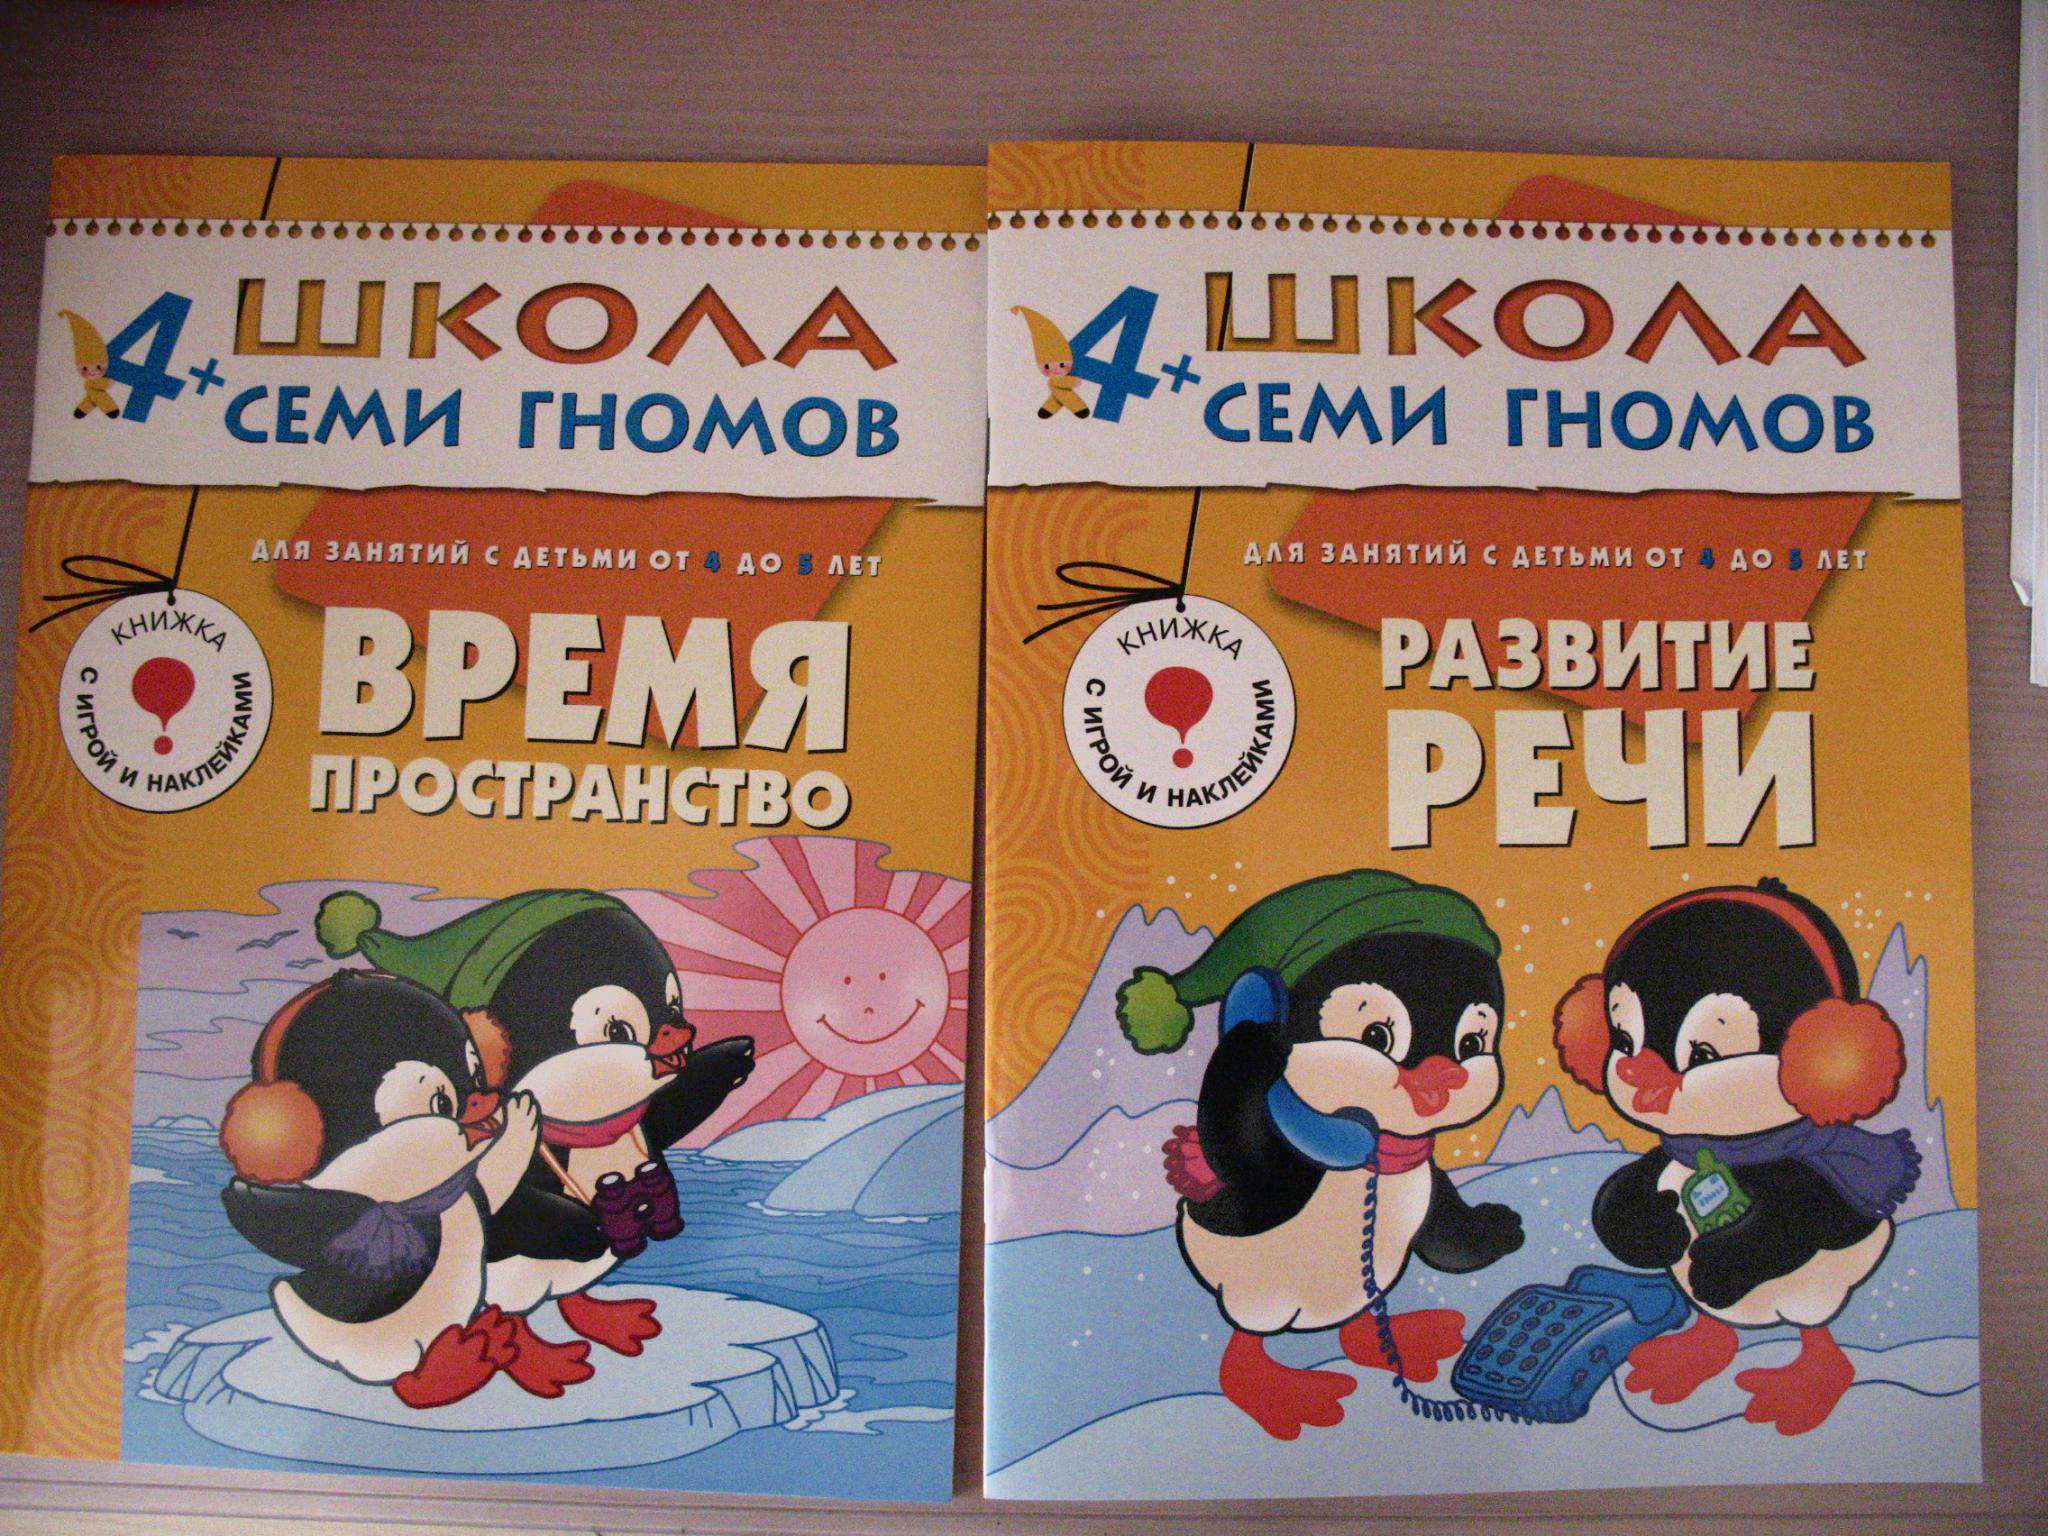 4+
ШКОЛА
СЕМИ ГНОМОВ
ДЛЯ ЗАНЯТИЙ С ДЕТЬМИ ОТ 4 ДО 5 ЛЕТ
КНИЖКА
С ИГРОЙ И НАКЛЕЙКАМИ
ВРЕМЯ
ПРОСТРАНСТВО
4+
ШКОЛА
СЕМИ ГНОМОВ
ДЛЯ ЗАНЯТИЙ С ДЕТЬМИ ОТ 4 ДО 5 ЛЕТ
КНИЖКА
С ИГРОЙ И НАКЛЕЙКАМИ
РАЗВИТИЕ
РЕЧИ